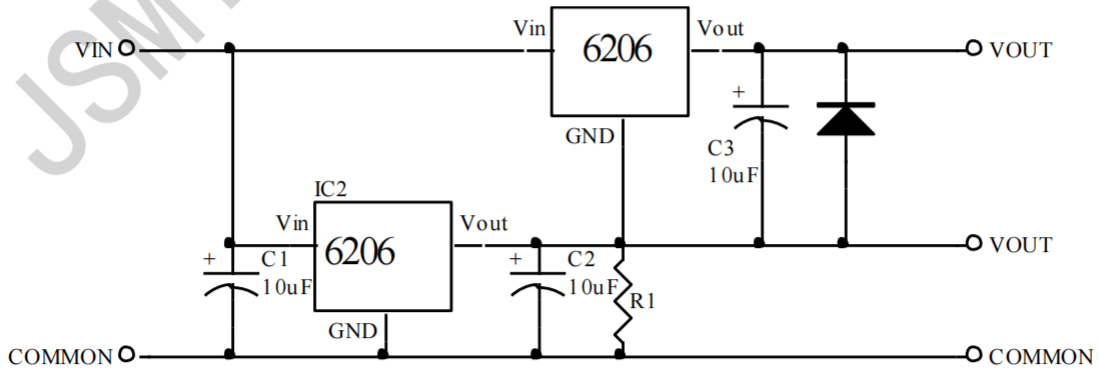 JSM
Vin
Vout
VIN
6206
VOUT
GND
+
C3
10uF
IC2
Vin
Vout
6206
VOUT
+
C1
10uF
+
C2
10uF
R1
GND
COMMON
COMMON